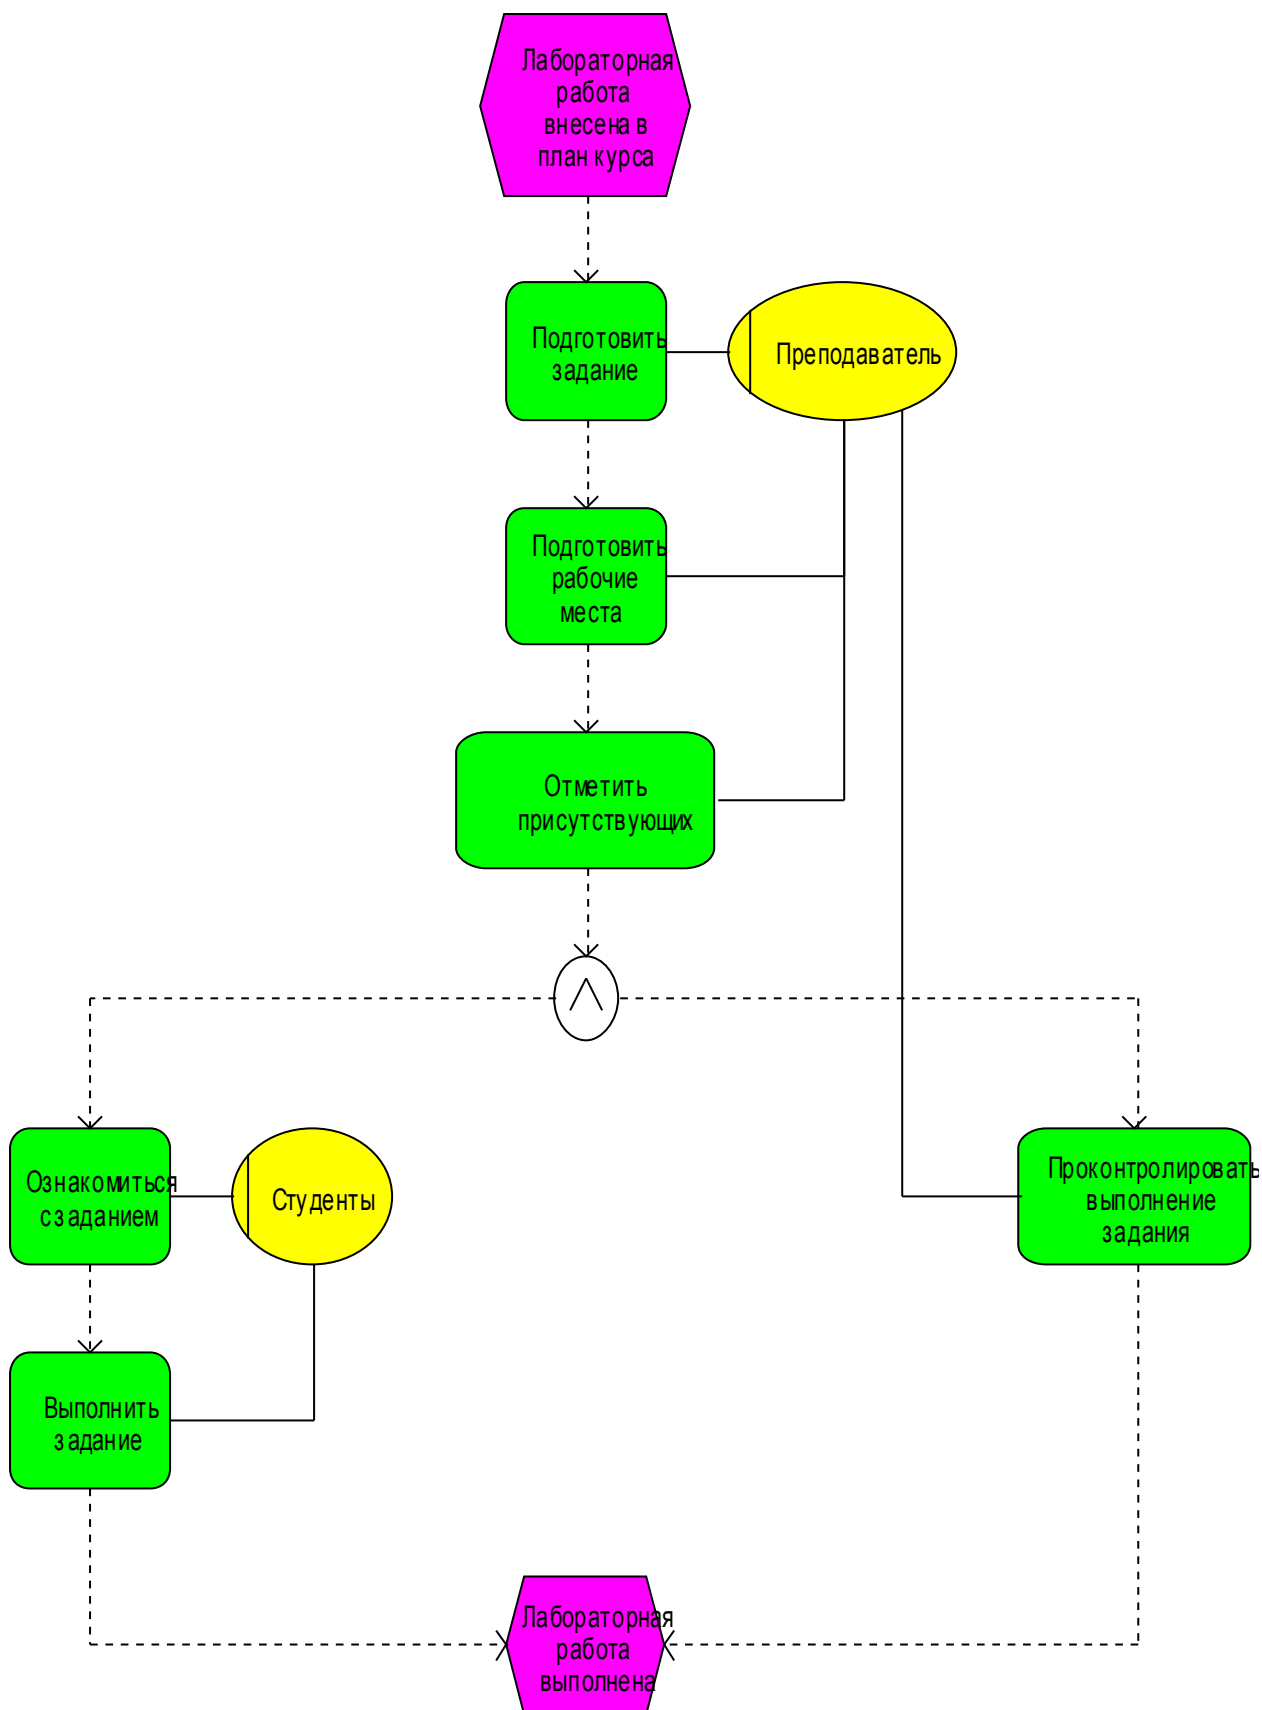 Лабораторная
работа
внесена в
план курса
Подготовить
задание
Преподаватель
Подготовить
рабочие
места
Отметить
присутствующих
Ознакомиться
с заданием
Студенты
Проконтролировать
выполнение
задания
Выполнить
задание
Лабораторная
работа
выполнена